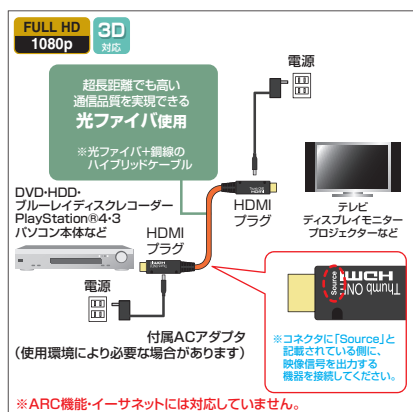 FULL HD
1080p
3D
対応
電源
超長距離でも高い
通信品質を実現できる
光ファイバ使用
※光ファイバ+銅線の
ハイブリッドケーブル
DVD・HDD・
ブルーレイディスクレコーダー
PlayStation®4・3
パソコン本体など
HDMI
プラグ
HDMI
プラグ
テレビ
ディスプレイモニター
プロジェクターなど
電源
付属ACアダプタ
(使用環境により必要な場合があります)
Source
HDMI
Thumb ONE
※コネクタに「Source」と
記載されている側に、
映像信号を出力する
機器を接続してください。
※ARC機能・イーサネットには対応していません。